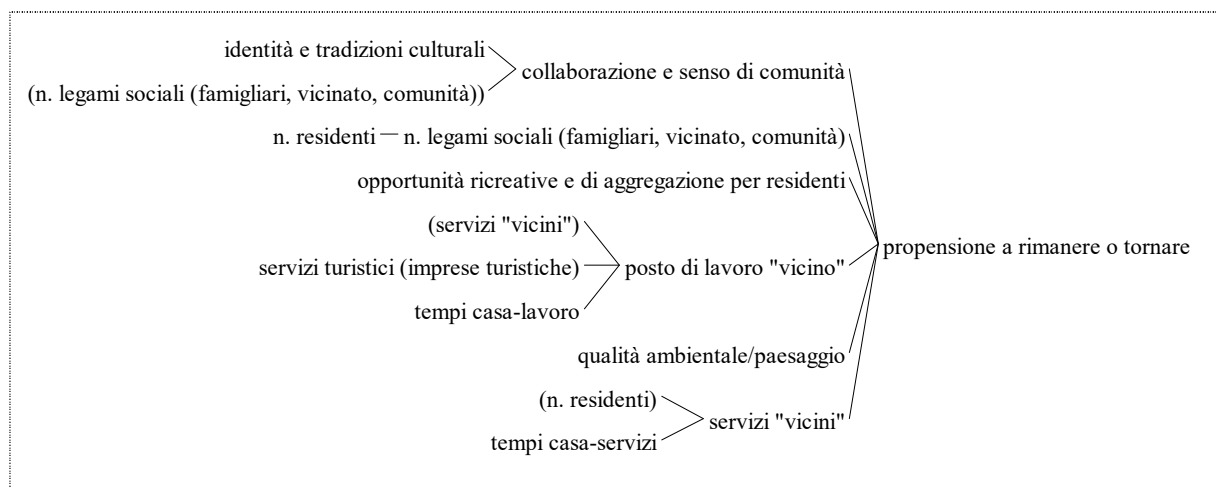 identità e tradizioni culturali
collaborazione e senso di comunità
(n. legami sociali (famigliari, vicinato, comunità))
n. residenti
n. legami sociali (famigliari, vicinato, comunità)
opportunità ricreative e di aggregazione per residenti
(servizi "vicini")
servizi turistici (imprese turistiche)
posto di lavoro "vicino"
tempi casa-lavoro
propensione a rimanere o tornare
qualità ambientale/paesaggio
(n. residenti)
servizi "vicini"
tempi casa-servizi